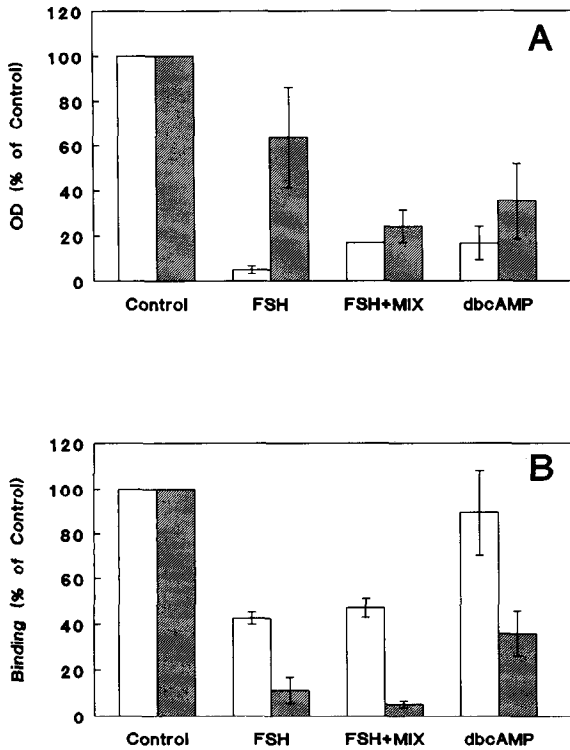 A
OD (% of Control)
120
100
80
60
40
20
0
Control FSH FSH+MIX dbcAMP
B
Binding (% of Control)
120
100
80
60
40
20
0
Control FSH FSH+MIX dbcAMP